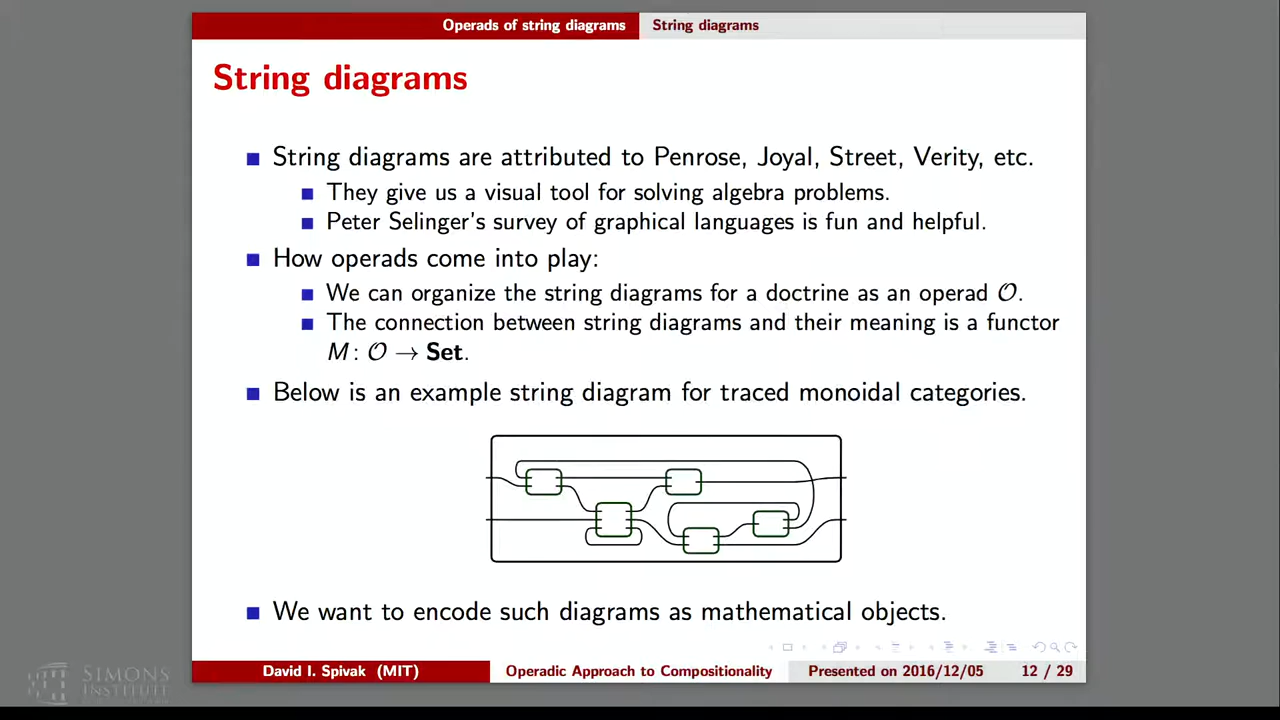 Operads of string diagrams String diagrams
String diagrams
String diagrams are attributed to Penrose, Joyal, Street, Verity, etc.
They give us a visual tool for solving algebra problems.
Peter Selinger's survey of graphical languages is fun and helpful.
How operads come into play:
We can organize the string diagrams for a doctrine as an operad 𝒪.
The connection between string diagrams and their meaning is a functor
M: 𝒪 → Set.
Below is an example string diagram for traced monoidal categories.
We want to encode such diagrams as mathematical objects.
David I. Spivak (MIT) Operadic Approach to Compositionality Presented on 2016/12/05 12 / 29
SIMONS
INSTITUTE